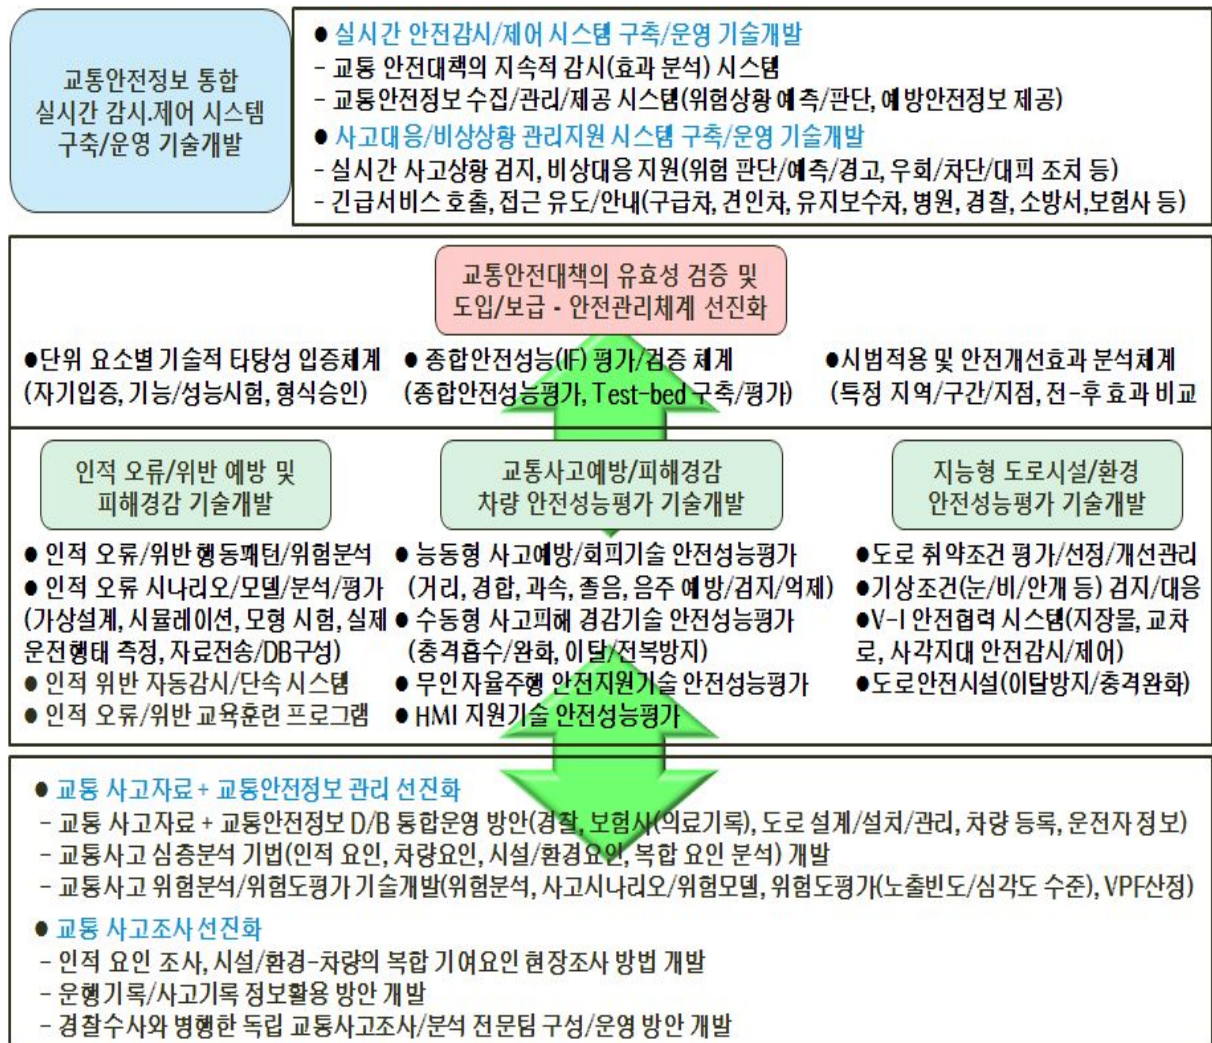 교통안전정보 통합
실시간 감시.제어 시스템
구축/운영 기술개발
● 실시간 안전감시/제어 시스템 구축/운영 기술개발
- 교통 안전대책의 지속적 감시(효과 분석) 시스템
- 교통안전정보 수집/관리/제공 시스템(위험상황 예측/판단, 예방안전정보 제공)
● 사고대응/비상상황 관리지원 시스템 구축/운영 기술개발
- 실시간 사고상황 검지, 비상대응 지원(위험 판단/예측/경고, 우회/차단/대피 조치 등)
- 긴급서비스 호출, 접근 유도/안내(구급차, 견인차, 유지보수차, 병원, 경찰, 소방서,보험사 등)
교통안전대책의 유효성 검증 및
도입/보급 - 안전관리체계 선진화
●단위 요소별 기술적 타당성 입증체계
(자기입증, 기능/성능시험, 형식승인)
● 종합안전성능(IF) 평가/검증 체계
(종합안전성능평가, Test-bed 구축/평가)
●시범적용 및 안전개선효과 분석체계
(특정 지역/구간/지점, 전-후 효과 비교
인적 오류/위반 예방 및
피해경감 기술개발
● 인적 오류/위반 행동패턴/위험분석
● 인적 오류 시나리오/모델/분석/평가
(가상설계, 시뮬레이션, 모형 시험, 실제
운전행태 측정, 자료전송/DB구성)
● 인적 위반 자동감시/단속 시스템
● 인적 오류/위반 교육훈련 프로그램
교통사고예방/피해경감
차량 안전성능평가 기술개발
● 능동형 사고예방/회피기술 안전성능평가
(거리, 경합, 과속, 졸음, 음주 예방/검지/억제)
● 수동형 사고피해 경감기술 안전성능평가
(충격흡수/완화, 이탈/전복방지)
● 무인자율주행 안전지원기술 안전성능평가
● HMI 지원기술 안전성능평가
지능형 도로시설/환경
안전성능평가 기술개발
●도로 취약조건 평가/선정/개선관리
●기상조건(눈/비/안개 등) 검지/대응
●V-I 안전협력 시스템(지장물, 교차
로, 사각지대 안전감시/제어)
●도로안전시설(이탈방지/충격완화)
● 교통 사고자료 + 교통안전정보 관리 선진화
- 교통 사고자료 + 교통안전정보 D/B 통합운영 방안(경찰, 보험사(의료기록), 도로 설계/설치/관리, 차량 등록, 운전자 정보)
- 교통사고 심층분석 기법(인적 요인, 차량요인, 시설/환경요인, 복합 요인 분석) 개발
- 교통사고 위험분석/위험도평가 기술개발(위험분석, 사고시나리오/위험모델, 위험도평가(노출빈도/심각도 수준), VPF산정)
● 교통 사고조사 선진화
- 인적 요인 조사, 시설/환경-차량의 복합 기여요인 현장조사 방법 개발
- 운행기록/사고기록 정보활용 방안 개발
- 경찰수사와 병행한 독립 교통사고조사/분석 전문팀 구성/운영 방안 개발